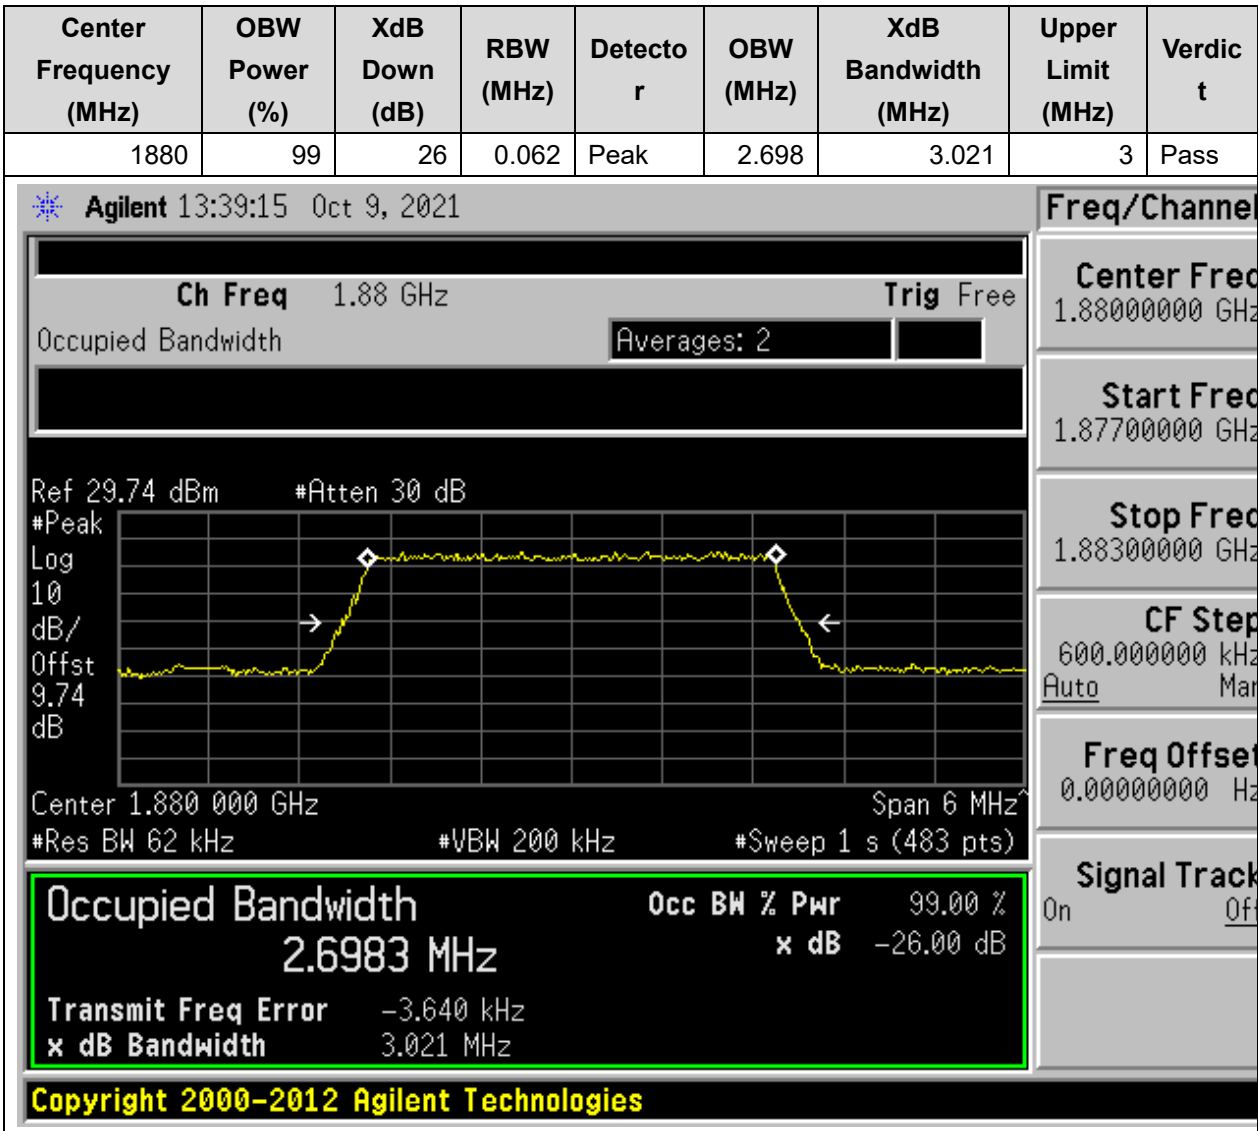 Center Frequency (MHz) OBW Power (%) XdB Down (dB) RBW (MHz) Detector OBW (MHz) XdB Bandwidth (MHz) Upper Limit (MHz) Verdict
1880 99 26 0.062 Peak 2.698 3.021 3 Pass
Agilent 13:39:15 Oct 9, 2021
Freq/Channel
Ch Freq 1.88 GHz Trig Free
Occupied Bandwidth Averages: 2
Center Freq
1.88000000 GHz
Start Freq
1.87700000 GHz
Stop Freq
1.88300000 GHz
CF Step
600.000000 kHz
Auto Man
Freq Offset
0.00000000 Hz
Signal Track
On Off
Ref 29.74 dBm #Atten 30 dB
#Peak
Log
10
dB/
Offst
9.74
dB
Center 1.880 000 GHz Span 6 MHz^
#Res BW 62 kHz #VBW 200 kHz #Sweep 1 s (483 pts)
Occupied Bandwidth Occ BW % Pwr 99.00 %
2.6983 MHz x dB -26.00 dB
Transmit Freq Error -3.640 kHz
x dB Bandwidth 3.021 MHz
Copyright 2000-2012 Agilent Technologies